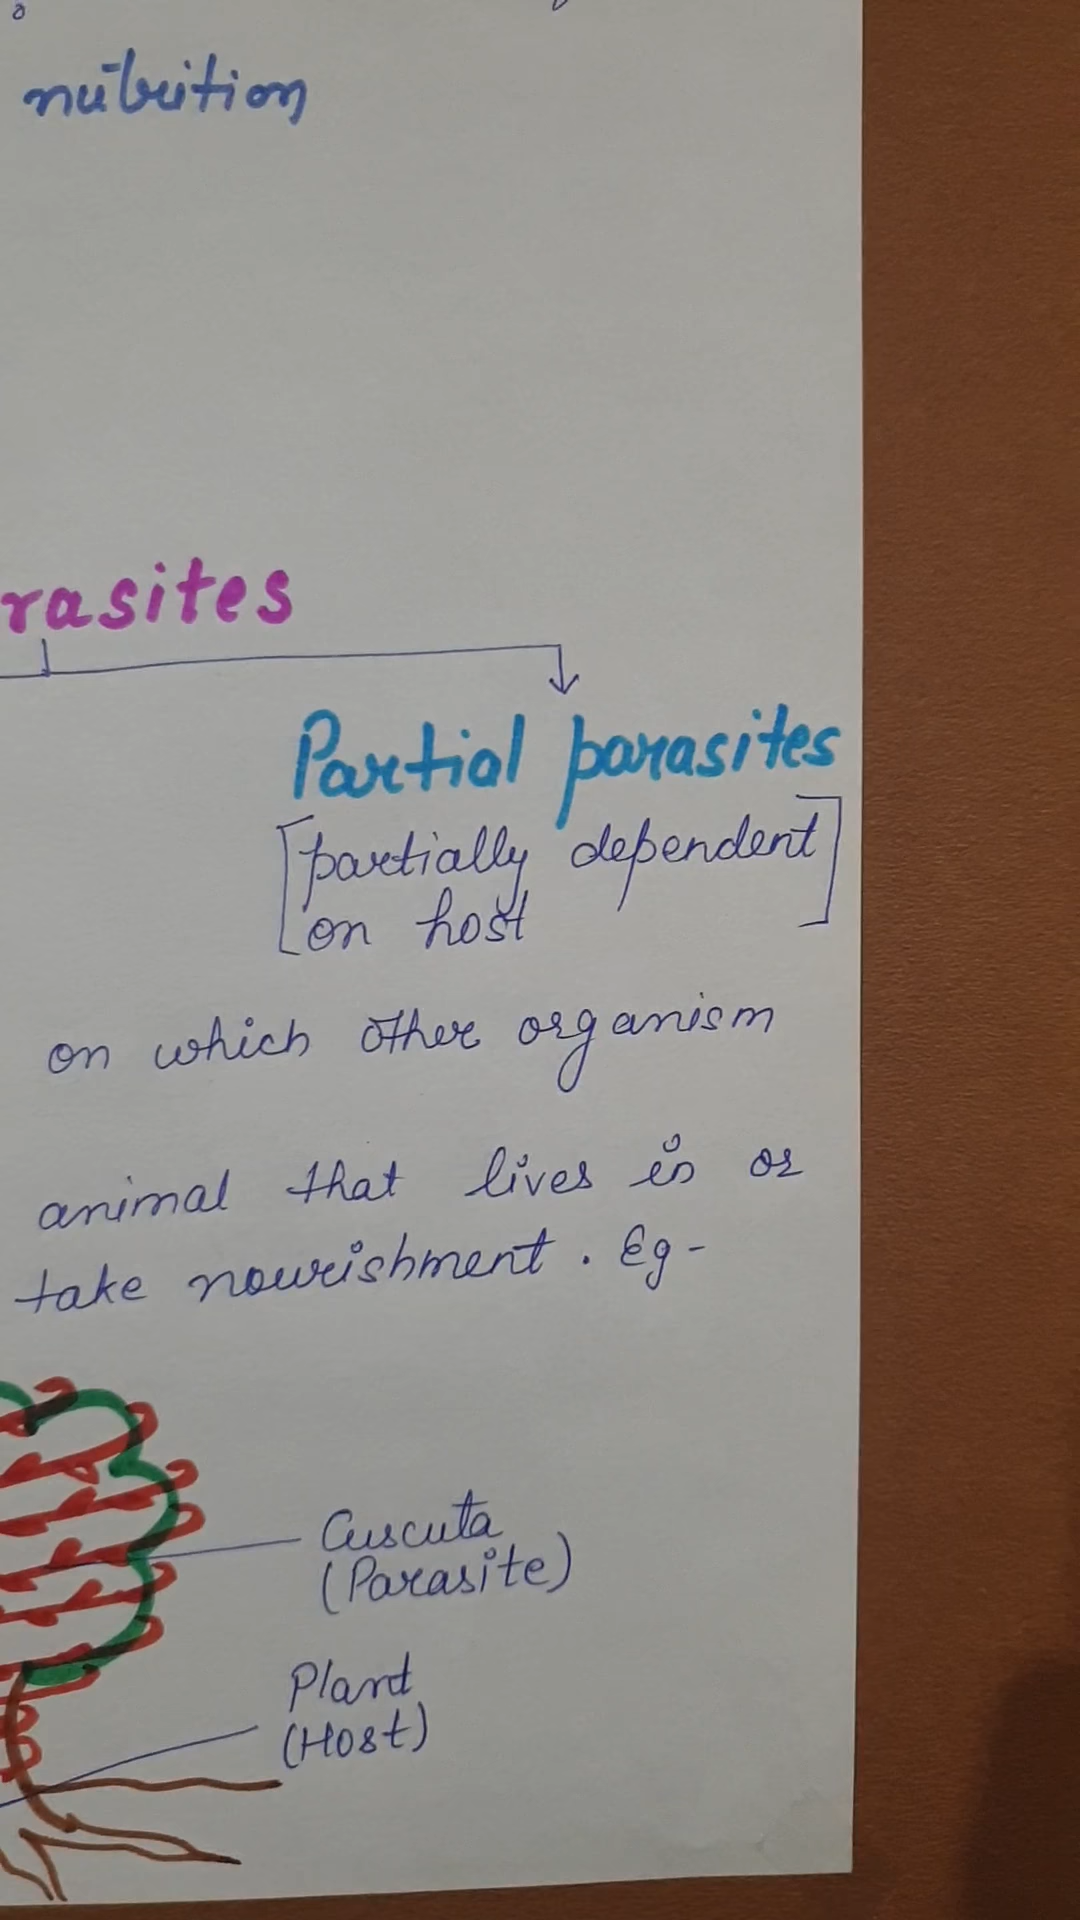 nutrition
rasites
Partial parasites
[partially dependent
on host]
on which other organism
animal that lives in or
take nourishment. Eg-
Cuscuta
(Parasite)
Plant
(Host)